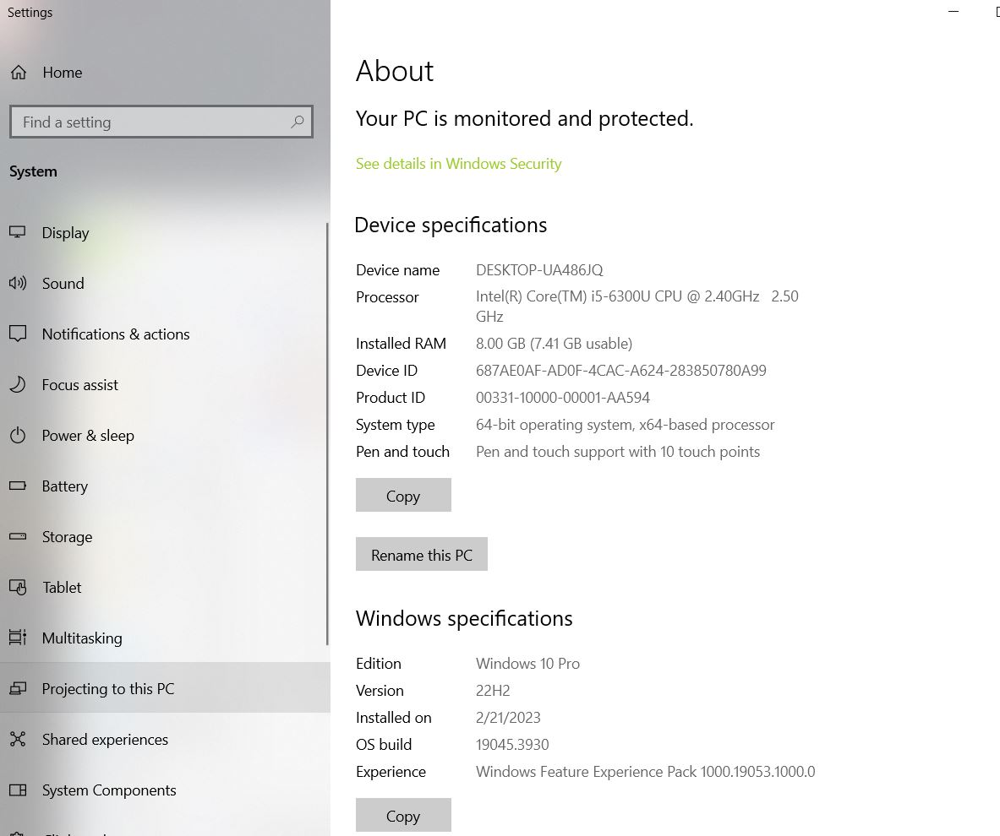 Settings
Home
Find a setting
System
Display
Sound
Notifications & actions
Focus assist
Power & sleep
Battery
Storage
Tablet
Multitasking
Projecting to this PC
Shared experiences
System Components
About
Your PC is monitored and protected.
See details in Windows Security
Device specifications
Device name DESKTOP-UA486JQ
Processor Intel(R) Core(TM) i5-6300U CPU @ 2.40GHz 2.50
GHz
Installed RAM 8.00 GB (7.41 GB usable)
Device ID 687AE0AF-AD0F-4CAC-A624-283850780A99
Product ID 00331-10000-00001-AA594
System type 64-bit operating system, x64-based processor
Pen and touch Pen and touch support with 10 touch points
Copy
Rename this PC
Windows specifications
Edition Windows 10 Pro
Version 22H2
Installed on 2/21/2023
OS build 19045.3930
Experience Windows Feature Experience Pack 1000.19053.1000.0
Copy